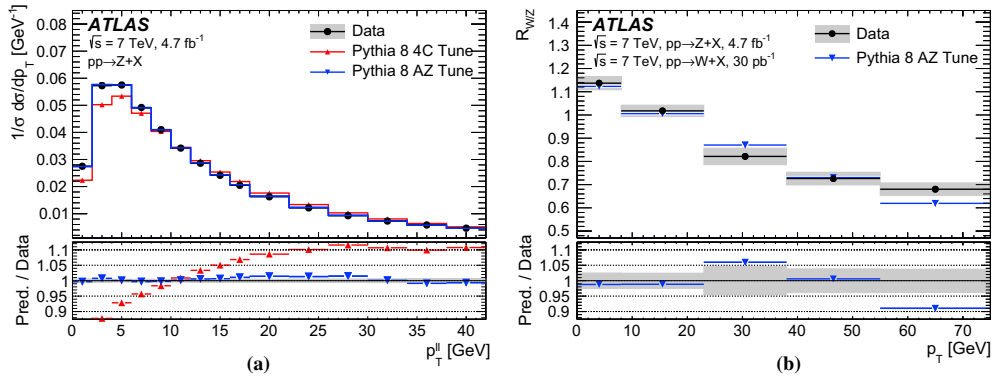 ATLAS
√s = 7 TeV, 4.7 fb⁻¹
pp→Z+X
Data
Pythia 8 4C Tune
Pythia 8 AZ Tune
1/σ dσ/dp_T [GeV⁻¹]
0.08
0.07
0.06
0.05
0.04
0.03
0.02
0.01
Pred. / Data
1.1
1.05
1
0.95
0.9
0 5 10 15 20 25 30 35 40
p_T^ll [GeV]
(a)
ATLAS
√s = 7 TeV, pp→Z+X, 4.7 fb⁻¹
√s = 7 TeV, pp→W+X, 30 pb⁻¹
Data
Pythia 8 AZ Tune
R_W/Z
1.4
1.3
1.2
1.1
1
0.9
0.8
0.7
0.6
0.5
Pred. / Data
1.1
1.05
1
0.95
0.9
0 10 20 30 40 50 60 70
p_T [GeV]
(b)